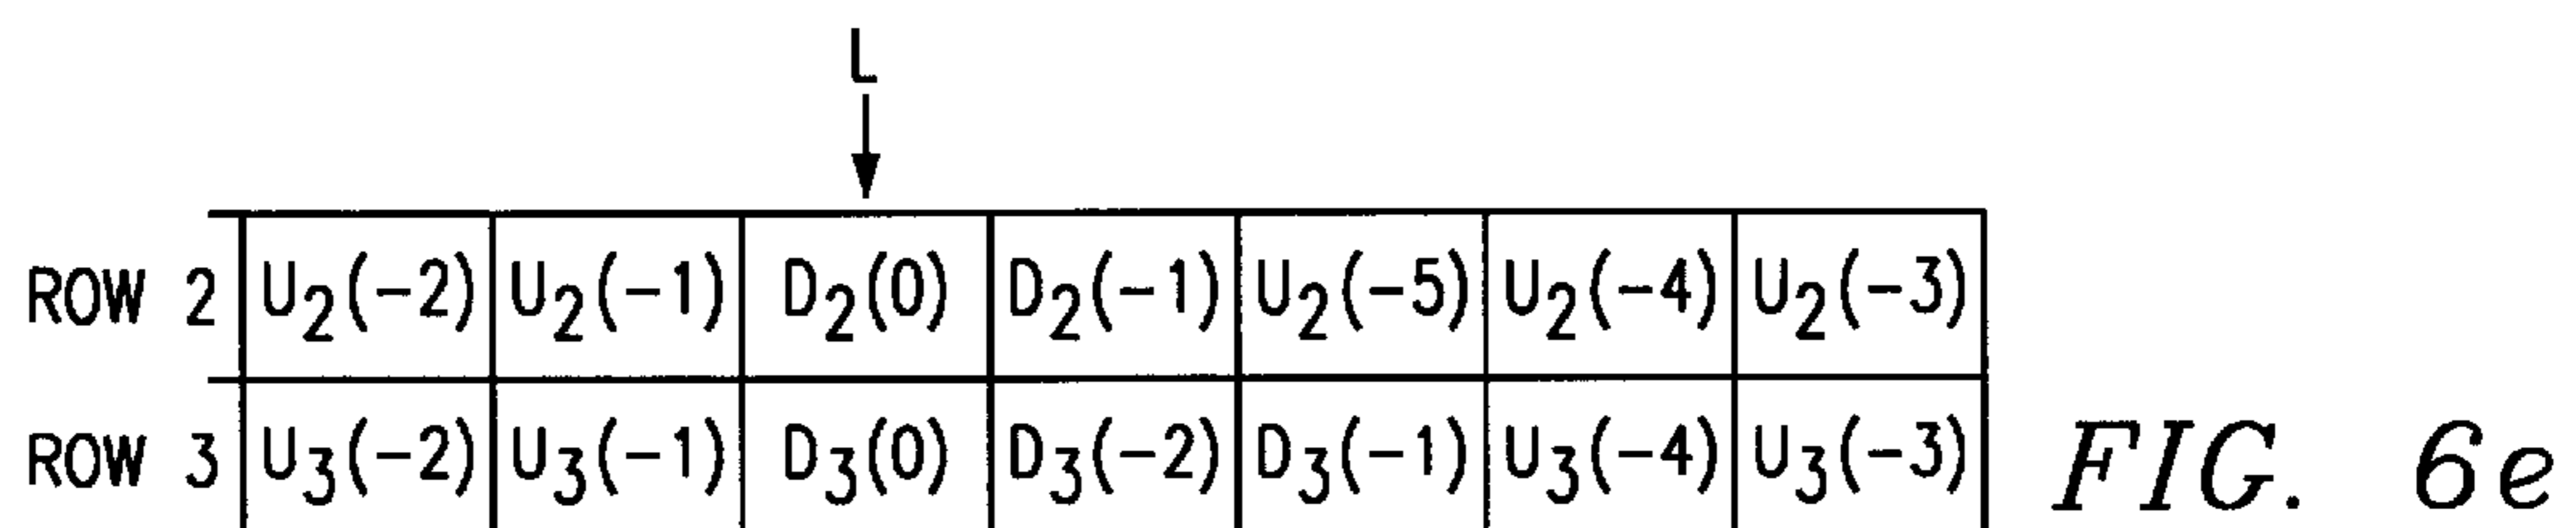 L
ROW 2 U₂(-2) U₂(-1) D₂(0) D₂(-1) U₂(-5) U₂(-4) U₂(-3)
ROW 3 U₃(-2) U₃(-1) D₃(0) D₃(-2) D₃(-1) U₃(-4) U₃(-3)
FIG. 6e